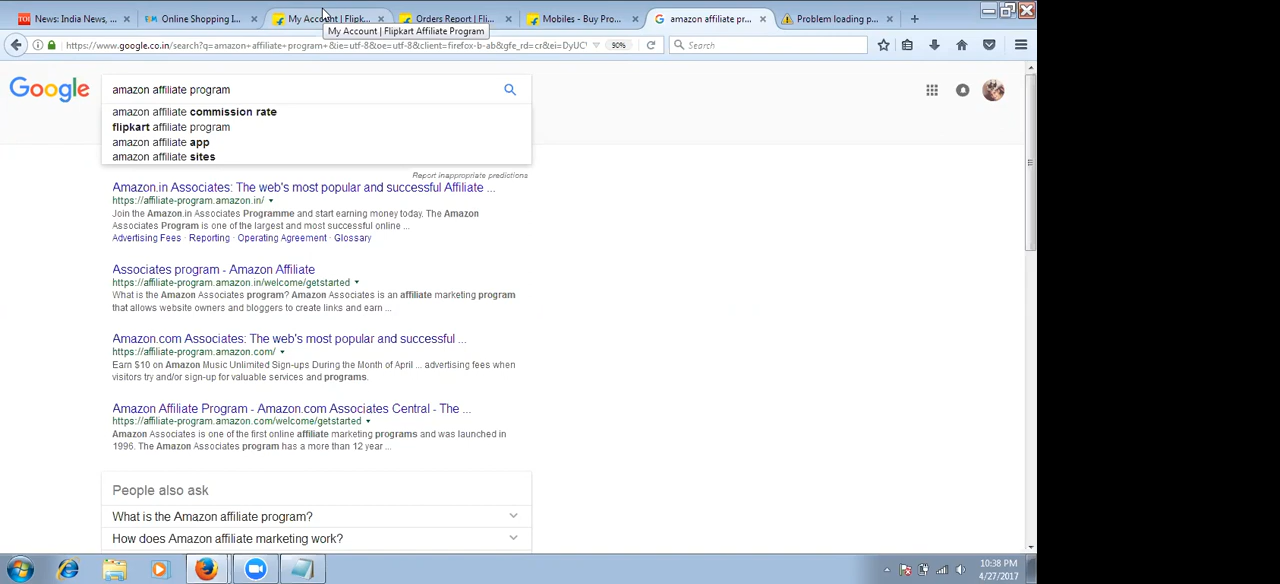 News: India News, ...
Online Shopping I...
My Account | Flipk...
Orders Report | Fli...
Mobiles - Buy Pro...
amazon affiliate pr...
Problem loading p...
My Account | Flipkart Affiliate Program
https://www.google.co.in/search?q=amazon+affiliate+program+&ie=utf-8&oe=utf-8&client=firefox-b-ab&gfe_rd=cr&ei=DyUC
90%
Search
Google
amazon affiliate program
amazon affiliate commission rate
flipkart affiliate program
amazon affiliate app
amazon affiliate sites
Report inappropriate predictions
Amazon.in Associates: The web's most popular and successful Affiliate ...
https://affiliate-program.amazon.in/
Join the Amazon.in Associates Programme and start earning money today. The Amazon
Associates Program is one of the largest and most successful online ...
Advertising Fees · Reporting · Operating Agreement · Glossary
Associates program - Amazon Affiliate
https://affiliate-program.amazon.in/welcome/getstarted
What is the Amazon Associates program? Amazon Associates is an affiliate marketing program
that allows website owners and bloggers to create links and earn ...
Amazon.com Associates: The web's most popular and successful ...
https://affiliate-program.amazon.com/
Earn $10 on Amazon Music Unlimited Sign-ups During the Month of April ... advertising fees when
visitors try and/or sign-up for valuable services and programs.
Amazon Affiliate Program - Amazon.com Associates Central - The ...
https://affiliate-program.amazon.com/welcome/getstarted
Amazon Associates is one of the first online affiliate marketing programs and was launched in
1996. The Amazon Associates program has a more than 12 year ...
People also ask
What is the Amazon affiliate program?
How does Amazon affiliate marketing work?
10:38 PM
4/27/2017